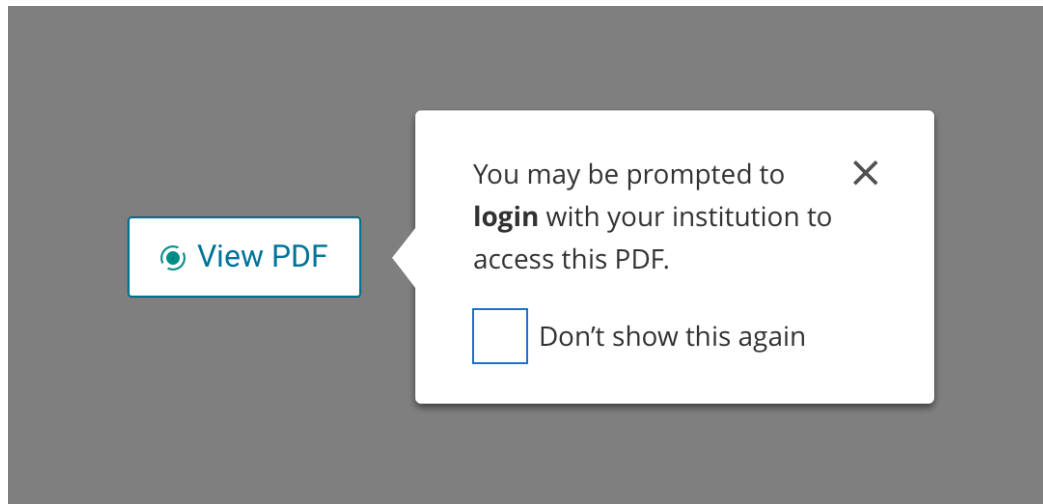 View PDF
You may be prompted to
login with your institution to
access this PDF.
Don’t show this again